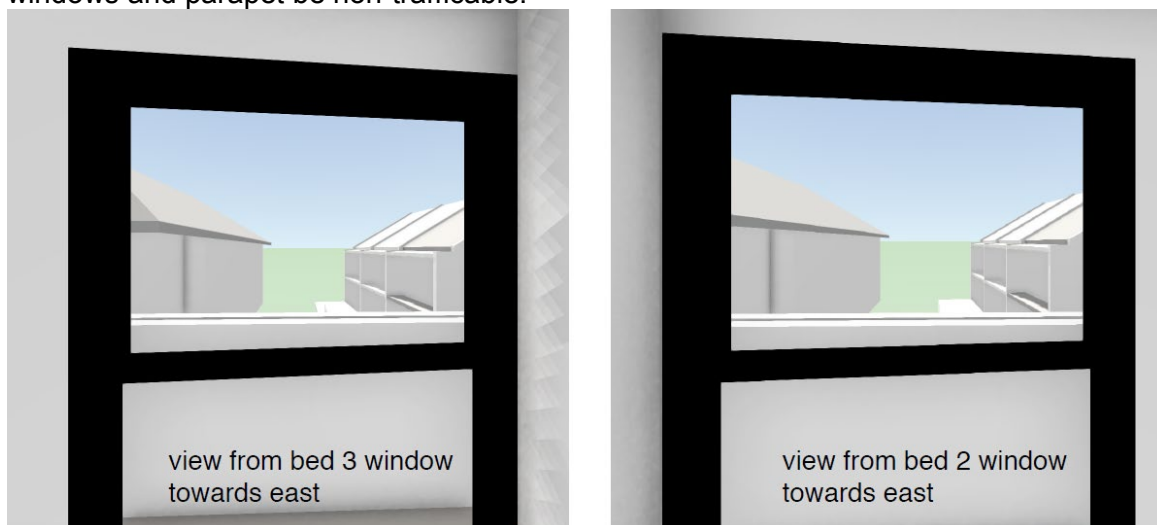 windows and parapet be non-trafficable.
view from bed 3 window
towards east
view from bed 2 window
towards east